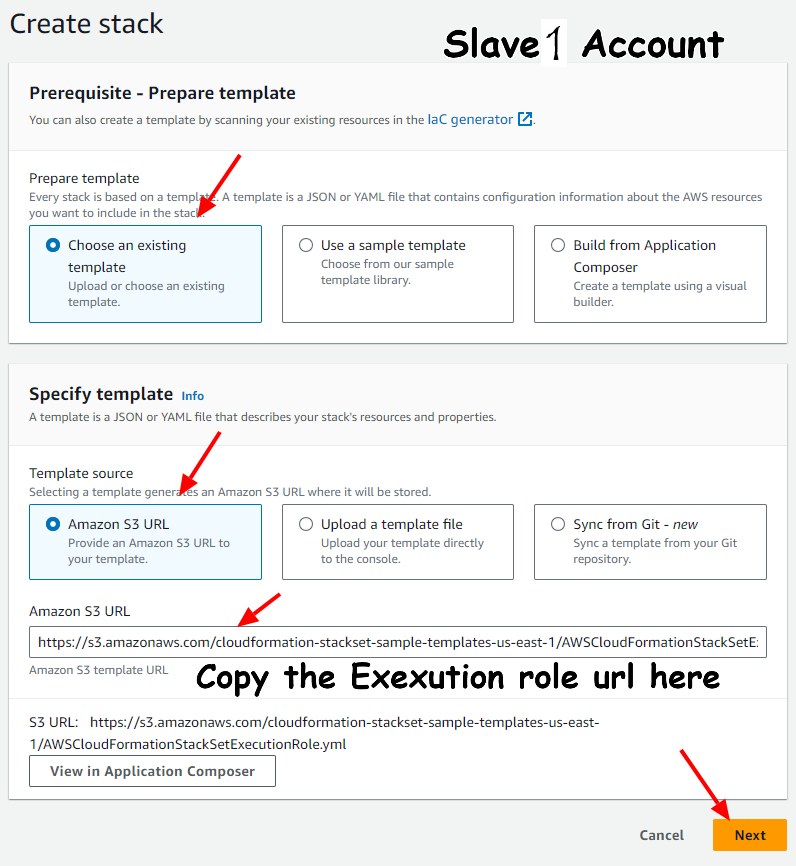 Create stack
Slave1 Account
Prerequisite - Prepare template
You can also create a template by scanning your existing resources in the IaC generator.
Prepare template
Every stack is based on a template. A template is a JSON or YAML file that contains configuration information about the AWS resources
you want to include in the stack.
Choose an existing
template
Upload or choose an existing
template.
Use a sample template
Choose from our sample
template library.
Build from Application
Composer
Create a template using a visual
builder.
Specify template Info
A template is a JSON or YAML file that describes your stack's resources and properties.
Template source
Selecting a template generates an Amazon S3 URL where it will be stored.
Amazon S3 URL
Provide an Amazon S3 URL to
your template.
Upload a template file
Upload your template directly
to the console.
Sync from Git - new
Sync a template from your Git
repository.
Amazon S3 URL
https://s3.amazonaws.com/cloudformation-stackset-sample-templates-us-east-1/AWSCloudFormationStackSetE
Amazon S3 template URL
Copy the Exexution role url here
S3 URL: https://s3.amazonaws.com/cloudformation-stackset-sample-templates-us-east-
1/AWSCloudFormationStackSetExecutionRole.yml
View in Application Composer
Cancel
Next